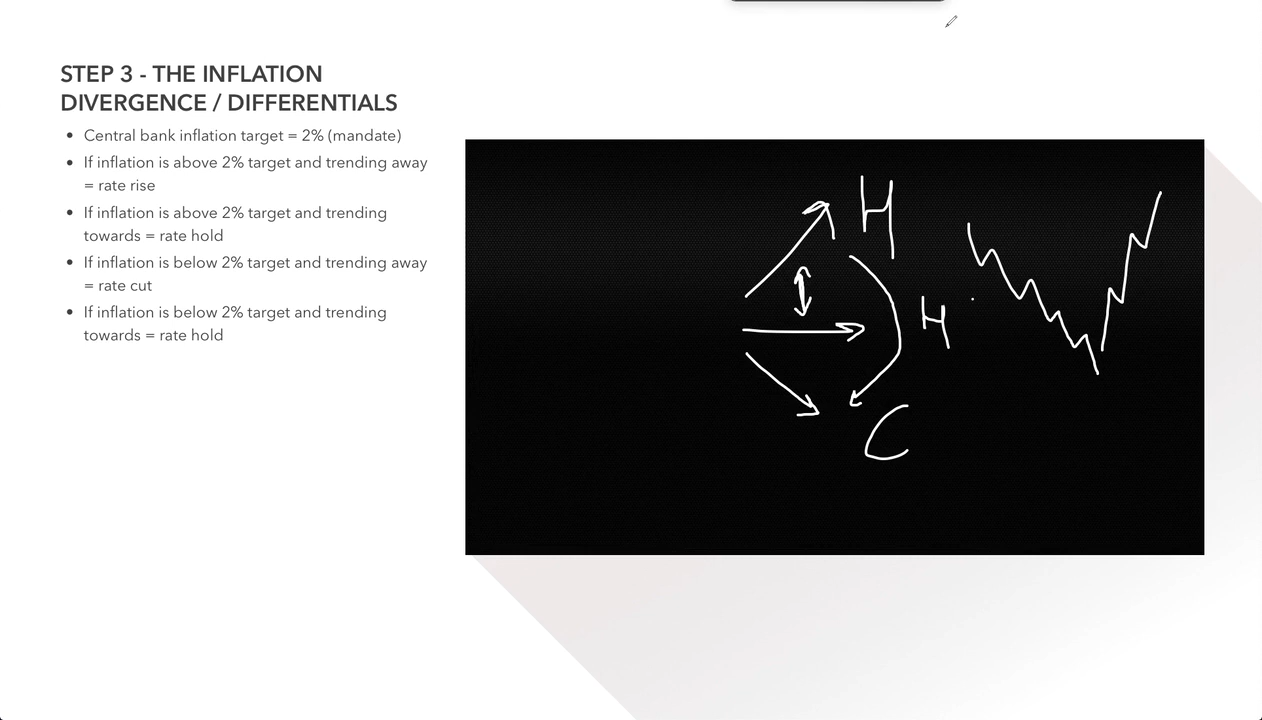 STEP 3 - THE INFLATION
DIVERGENCE / DIFFERENTIALS
• Central bank inflation target = 2% (mandate)
• If inflation is above 2% target and trending away
= rate rise
• If inflation is above 2% target and trending
towards = rate hold
• If inflation is below 2% target and trending away
= rate cut
• If inflation is below 2% target and trending
towards = rate hold
H
H
C